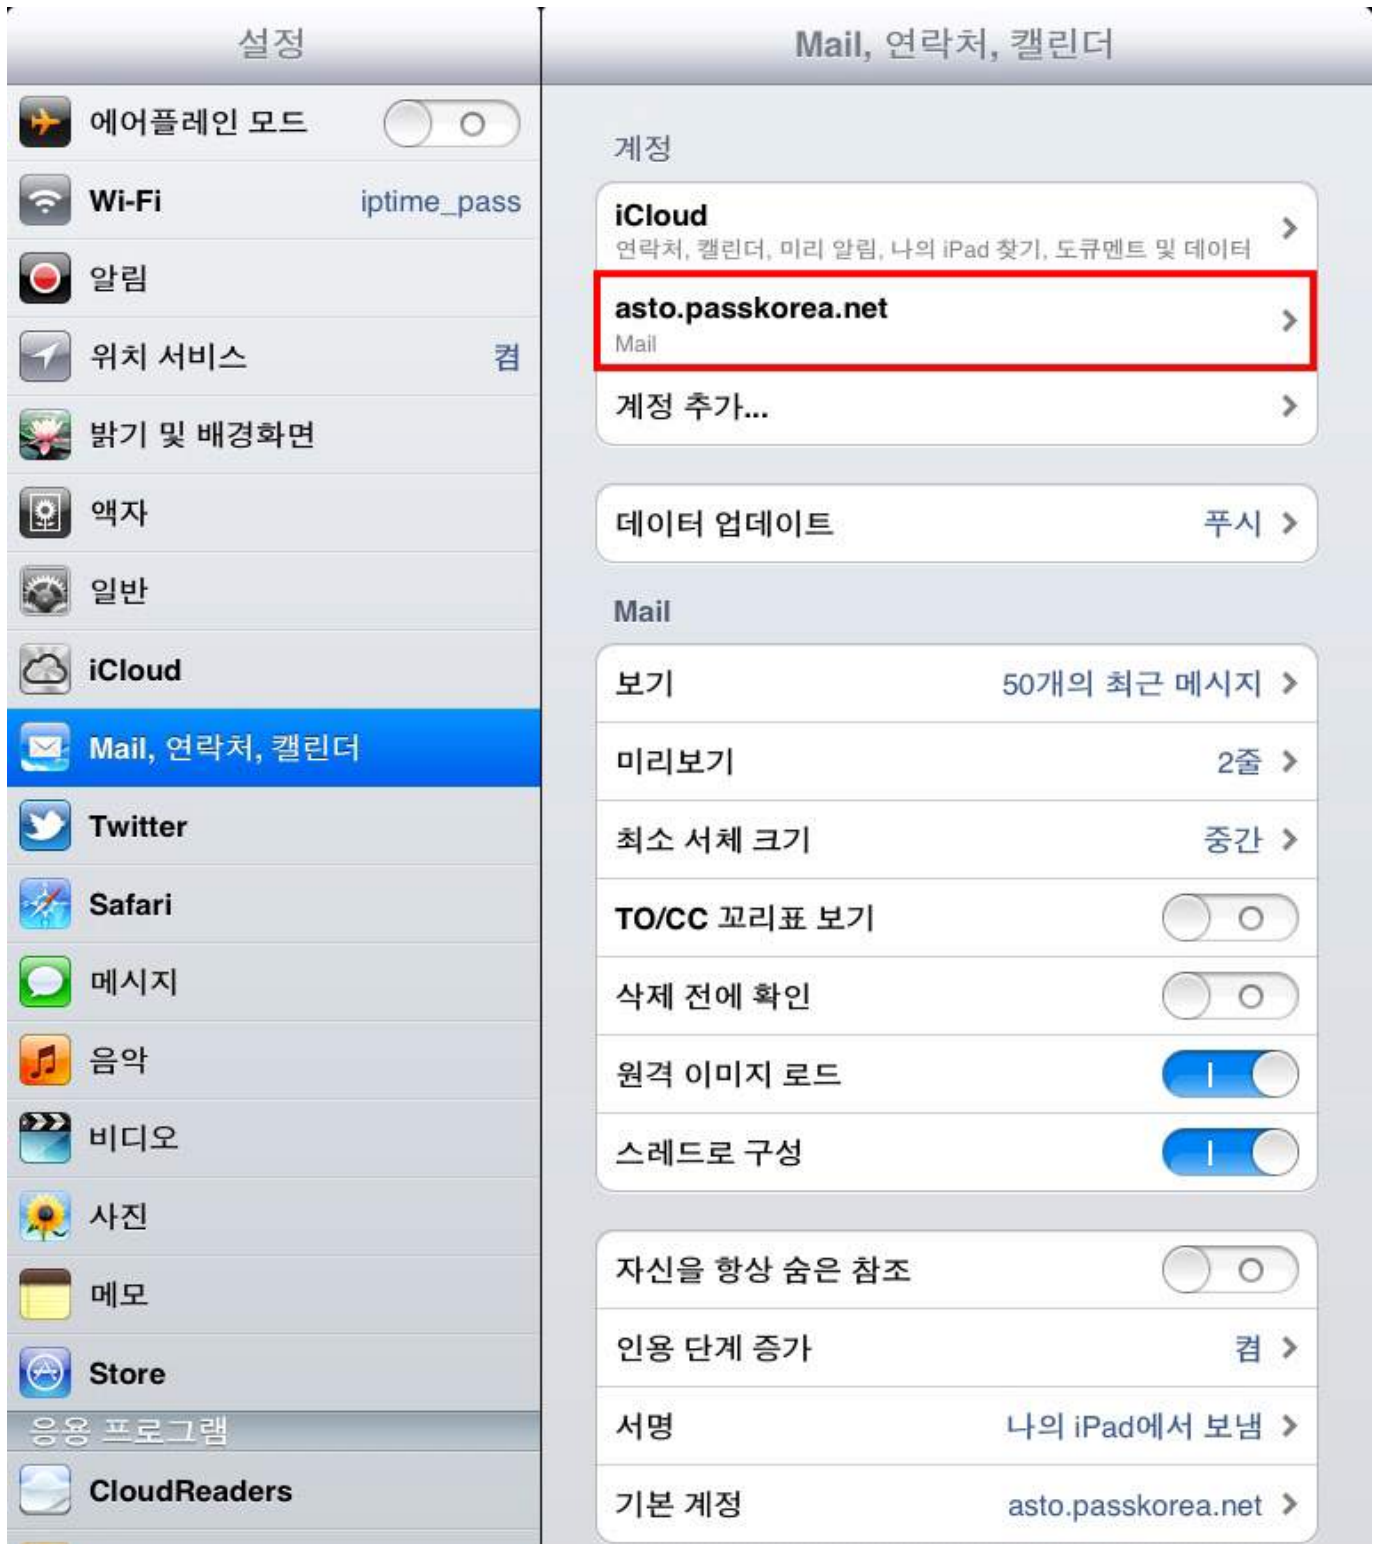 설정
에어플레인 모드
Wi-Fi iptime_pass
알림
위치 서비스 켬
밝기 및 배경화면
액자
일반
iCloud
Mail, 연락처, 캘린더
Twitter
Safari
메시지
음악
비디오
사진
메모
Store
응용 프로그램
CloudReaders
Mail, 연락처, 캘린더
계정
iCloud
연락처, 캘린더, 미리 알림, 나의 iPad 찾기, 도큐멘트 및 데이터
asto.passkorea.net
Mail
계정 추가...
데이터 업데이트 푸시
Mail
보기 50개의 최근 메시지
미리보기 2줄
최소 서체 크기 중간
TO/CC 꼬리표 보기
삭제 전에 확인
원격 이미지 로드
스레드로 구성
자신을 항상 숨은 참조
인용 단계 증가 켬
서명 나의 iPad에서 보냄
기본 계정 asto.passkorea.net